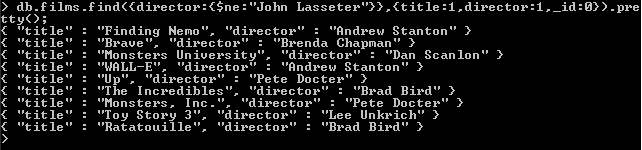 > db.films.find({director:{$ne:"John Lasseter"}},{title:1,director:1,_id:0}).pre
tty();
{ "title" : "Finding Nemo", "director" : "Andrew Stanton" }
{ "title" : "Brave", "director" : "Brenda Chapman" }
{ "title" : "Monsters University", "director" : "Dan Scanlon" }
{ "title" : "WALL-E", "director" : "Andrew Stanton" }
{ "title" : "Up", "director" : "Pete Docter" }
{ "title" : "The Incredibles", "director" : "Brad Bird" }
{ "title" : "Monsters, Inc.", "director" : "Pete Docter" }
{ "title" : "Toy Story 3", "director" : "Lee Unkrich" }
{ "title" : "Ratatouille", "director" : "Brad Bird" }
>